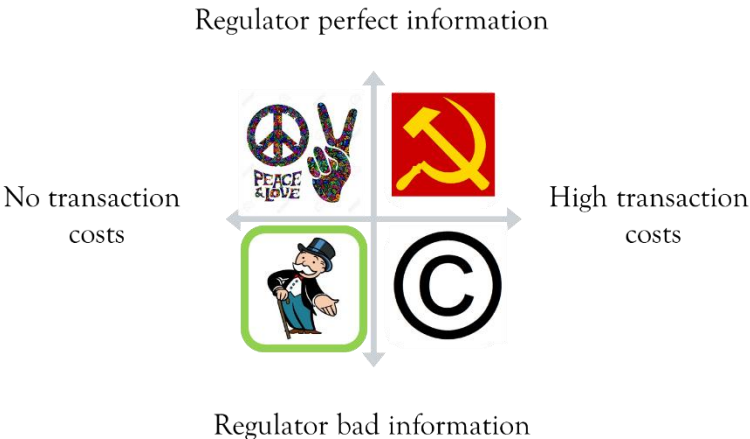 Regulator perfect information
PEACE
& LOVE
No transaction
costs
High transaction
costs
©
Regulator bad information